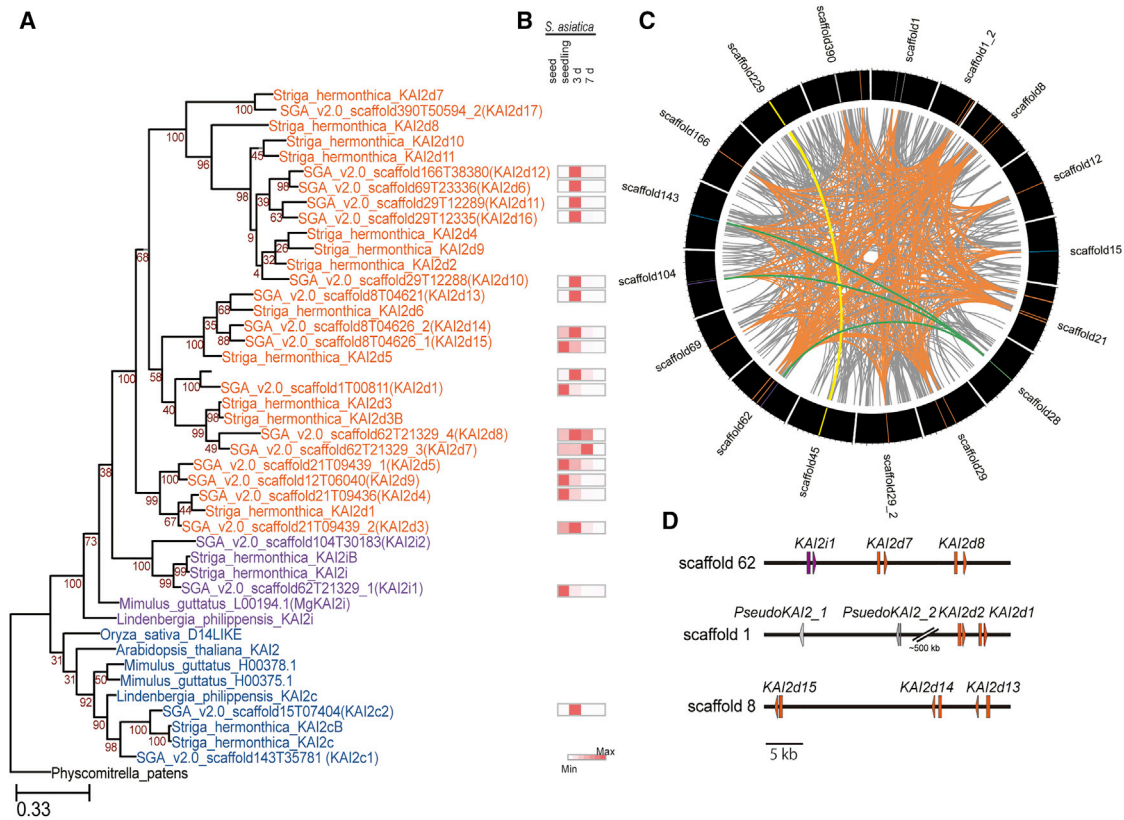 A
B
S. asiatica
seed
seedling
3 d
7 d
Striga_hermonthica_KAI2d7
100
SGA_v2.0_scaffold390T50594_2(KAI2d17)
100
Striga_hermonthica_KAI2d8
96
Striga_hermonthica_KAI2d10
45
Striga_hermonthica_KAI2d11
98
SGA_v2.0_scaffold166T38380(KAI2d12)
98
SGA_v2.0_scaffold69T23336(KAI2d6)
39
SGA_v2.0_scaffold29T12289(KAI2d11)
63
SGA_v2.0_scaffold29T12335(KAI2d16)
9
Striga_hermonthica_KAI2d4
26
Striga_hermonthica_KAI2d9
32
Striga_hermonthica_KAI2d2
4
SGA_v2.0_scaffold29T12288(KAI2d10)
68
SGA_v2.0_scaffold8T04621(KAI2d13)
68
Striga_hermonthica_KAI2d6
35
SGA_v2.0_scaffold8T04626_2(KAI2d14)
88
SGA_v2.0_scaffold8T04626_1(KAI2d15)
100
Striga_hermonthica_KAI2d5
58
100
100
SGA_v2.0_scaffold1T00811(KAI2d1)
40
Striga_hermonthica_KAI2d3
98
Striga_hermonthica_KAI2d3B
99
SGA_v2.0_scaffold62T21329_4(KAI2d8)
49
SGA_v2.0_scaffold62T21329_3(KAI2d7)
38
SGA_v2.0_scaffold21T09439_1(KAI2d5)
100
SGA_v2.0_scaffold12T06040(KAI2d9)
99
SGA_v2.0_scaffold21T09436(KAI2d4)
44
Striga_hermonthica_KAI2d1
67
SGA_v2.0_scaffold21T09439_2(KAI2d3)
73
SGA_v2.0_scaffold104T30183(KAI2i2)
Striga_hermonthica_KAI2iB
99
99
Striga_hermonthica_KAI2i
100
SGA_v2.0_scaffold62T21329_1(KAI2i1)
Mimulus_guttatus_L00194.1(MgKAI2i)
Lindenbergia_philippensis_KAI2i
Oryza_sativa_D14LIKE
31
Arabidopsis_thaliana_KAI2
31
Mimulus_guttatus_H00378.1
50
Mimulus_guttatus_H00375.1
92
Lindenbergia_philippensis_KAI2c
90
SGA_v2.0_scaffold15T07404(KAI2c2)
100
Striga_hermonthica_KAI2cB
100
Striga_hermonthica_KAI2c
98
SGA_v2.0_scaffold143T35781 (KAI2c1)
Physcomitrella_patens
0.33
Max
Min
C
scaffold1
scaffold1_2
scaffold8
scaffold12
scaffold15
scaffold21
scaffold28
scaffold29
scaffold29_2
scaffold45
scaffold62
scaffold69
scaffold104
scaffold143
scaffold166
scaffold229
scaffold390
D
KAI2i1
KAI2d7
KAI2d8
scaffold 62
PseudoKAI2_1
PsuedoKAI2_2
KAI2d2
KAI2d1
scaffold 1
~500 kb
KAI2d15
KAI2d14
KAI2d13
scaffold 8
5 kb